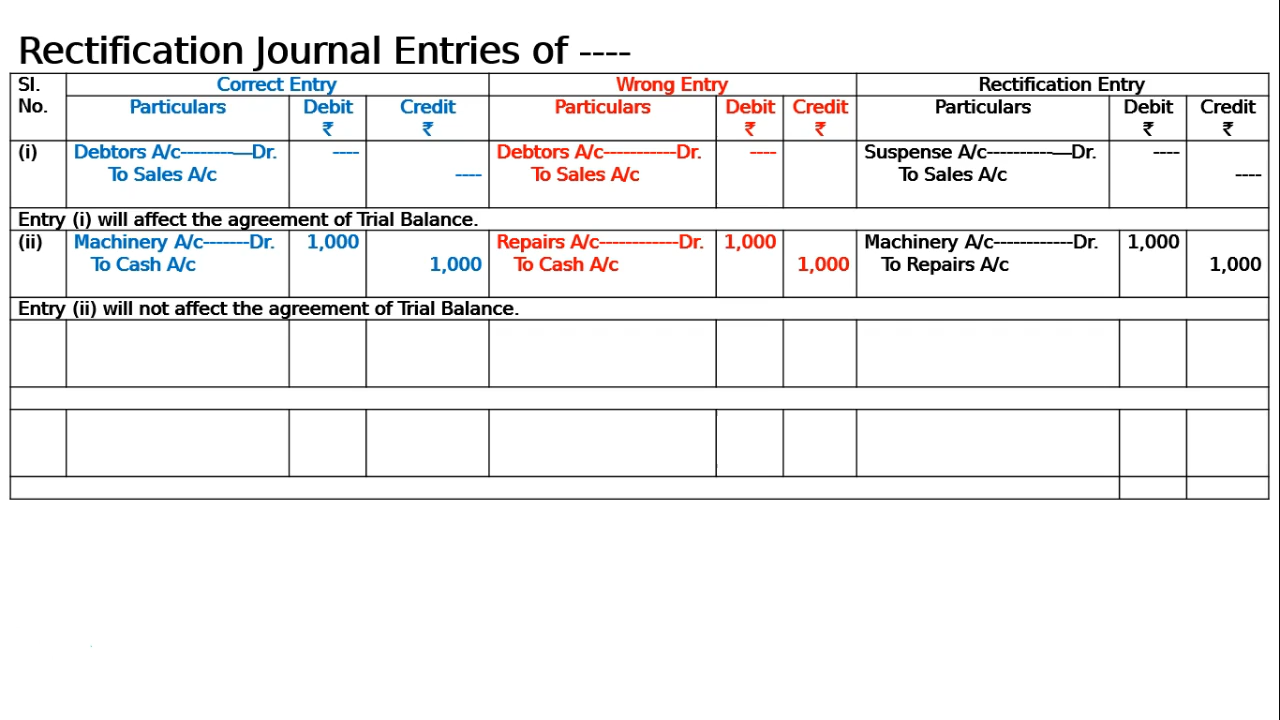 Rectification Journal Entries of ----
Sl. No. Correct Entry Wrong Entry Rectification Entry
Particulars Debit ₹ Credit ₹ Particulars Debit ₹ Credit ₹ Particulars Debit ₹ Credit ₹
(i) Debtors A/c--------—Dr. ---- Debtors A/c-----------Dr. ---- Suspense A/c----------—Dr. ----
To Sales A/c ---- To Sales A/c To Sales A/c ----
Entry (i) will affect the agreement of Trial Balance.
(ii) Machinery A/c-------Dr. 1,000 Repairs A/c------------Dr. 1,000 Machinery A/c------------Dr. 1,000
To Cash A/c 1,000 To Cash A/c 1,000 To Repairs A/c 1,000
Entry (ii) will not affect the agreement of Trial Balance.